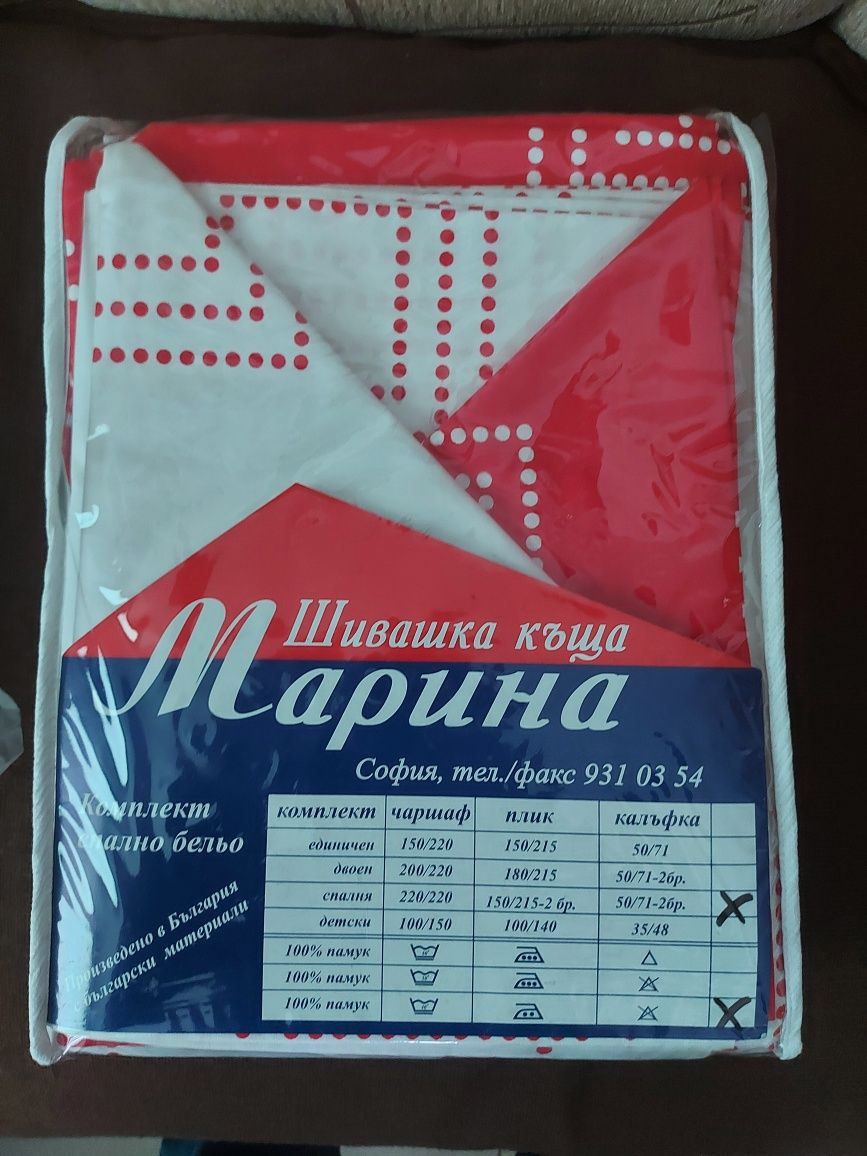 Шивашка къща
Марина
София, тел./факс 931 03 54
Комплект
спално бельо
Произведено в България
с български материали
комплект чаршаф плик калъфка
единичен 150/220 150/215 50/71
двоен 200/220 180/215 50/71-2бр.
спалня 220/220 150/215-2 бр. 50/71-2бр. X
детски 100/150 100/140 35/48
100% памук
100% памук
100% памук X